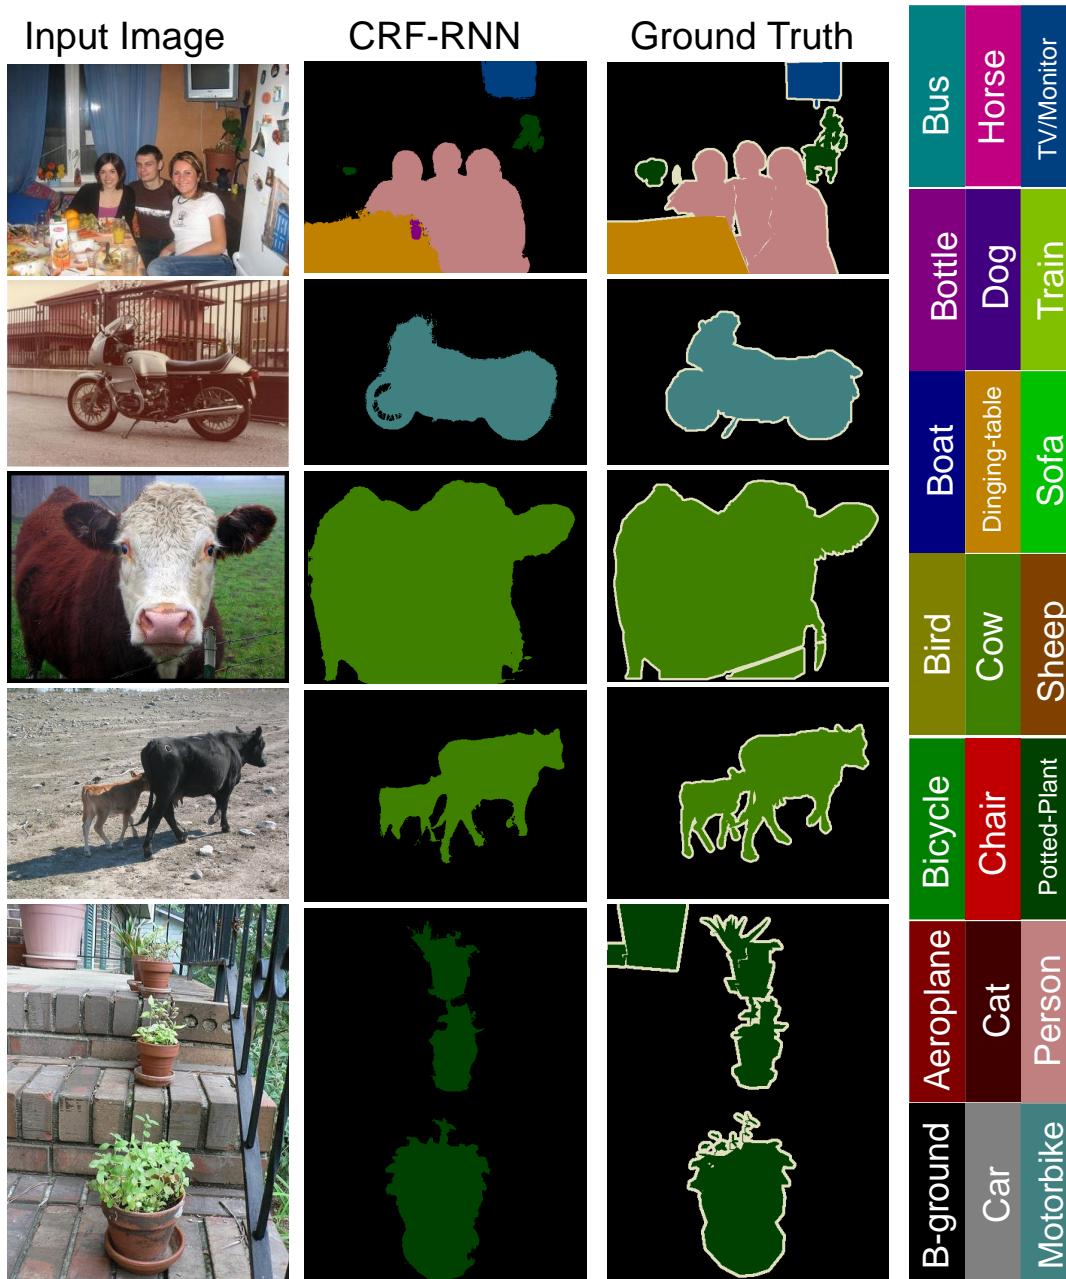 Input Image
CRF-RNN
Ground Truth
B-ground
Aeroplane
Bicycle
Bird
Boat
Bottle
Bus
Car
Cat
Chair
Cow
Dinging-table
Dog
Horse
Motorbike
Person
Potted-Plant
Sheep
Sofa
Train
TV/Monitor